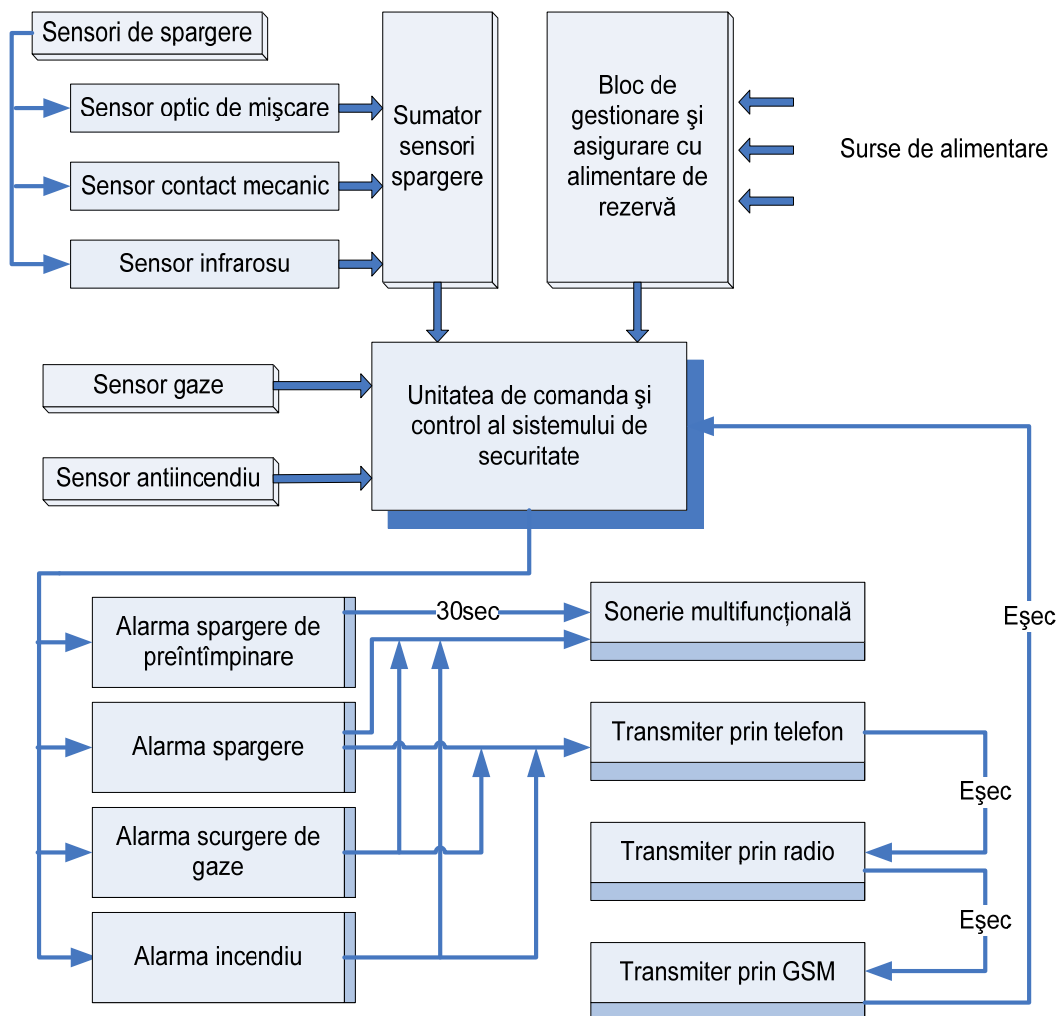 Sensori de spargere
Sensor optic de mişcare
Sensor contact mecanic
Sensor infrarosu
Sumator
sensori
spargere
Bloc de
gestionare şi
asigurare cu
alimentare de
rezervă
Surse de alimentare
Sensor gaze
Sensor antiincendiu
Unitatea de comanda şi
control al sistemului de
securitate
Alarma spargere de
preîntîmpinare
30sec
Sonerie multifuncțională
Eşec
Alarma spargere
Transmiter prin telefon
Eşec
Alarma scurgere de
gaze
Transmiter prin radio
Eşec
Alarma incendiu
Transmiter prin GSM